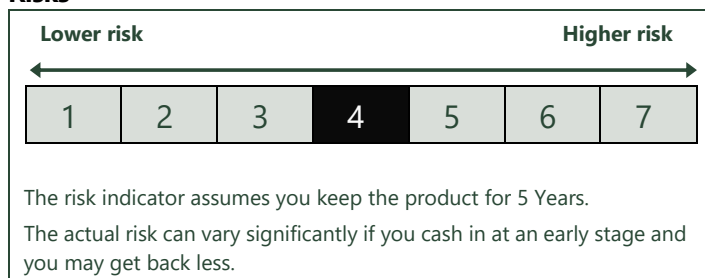 Risks
Lower risk Higher risk
1 2 3 4 5 6 7
The risk indicator assumes you keep the product for 5 Years.
The actual risk can vary significantly if you cash in at an early stage and
you may get back less.